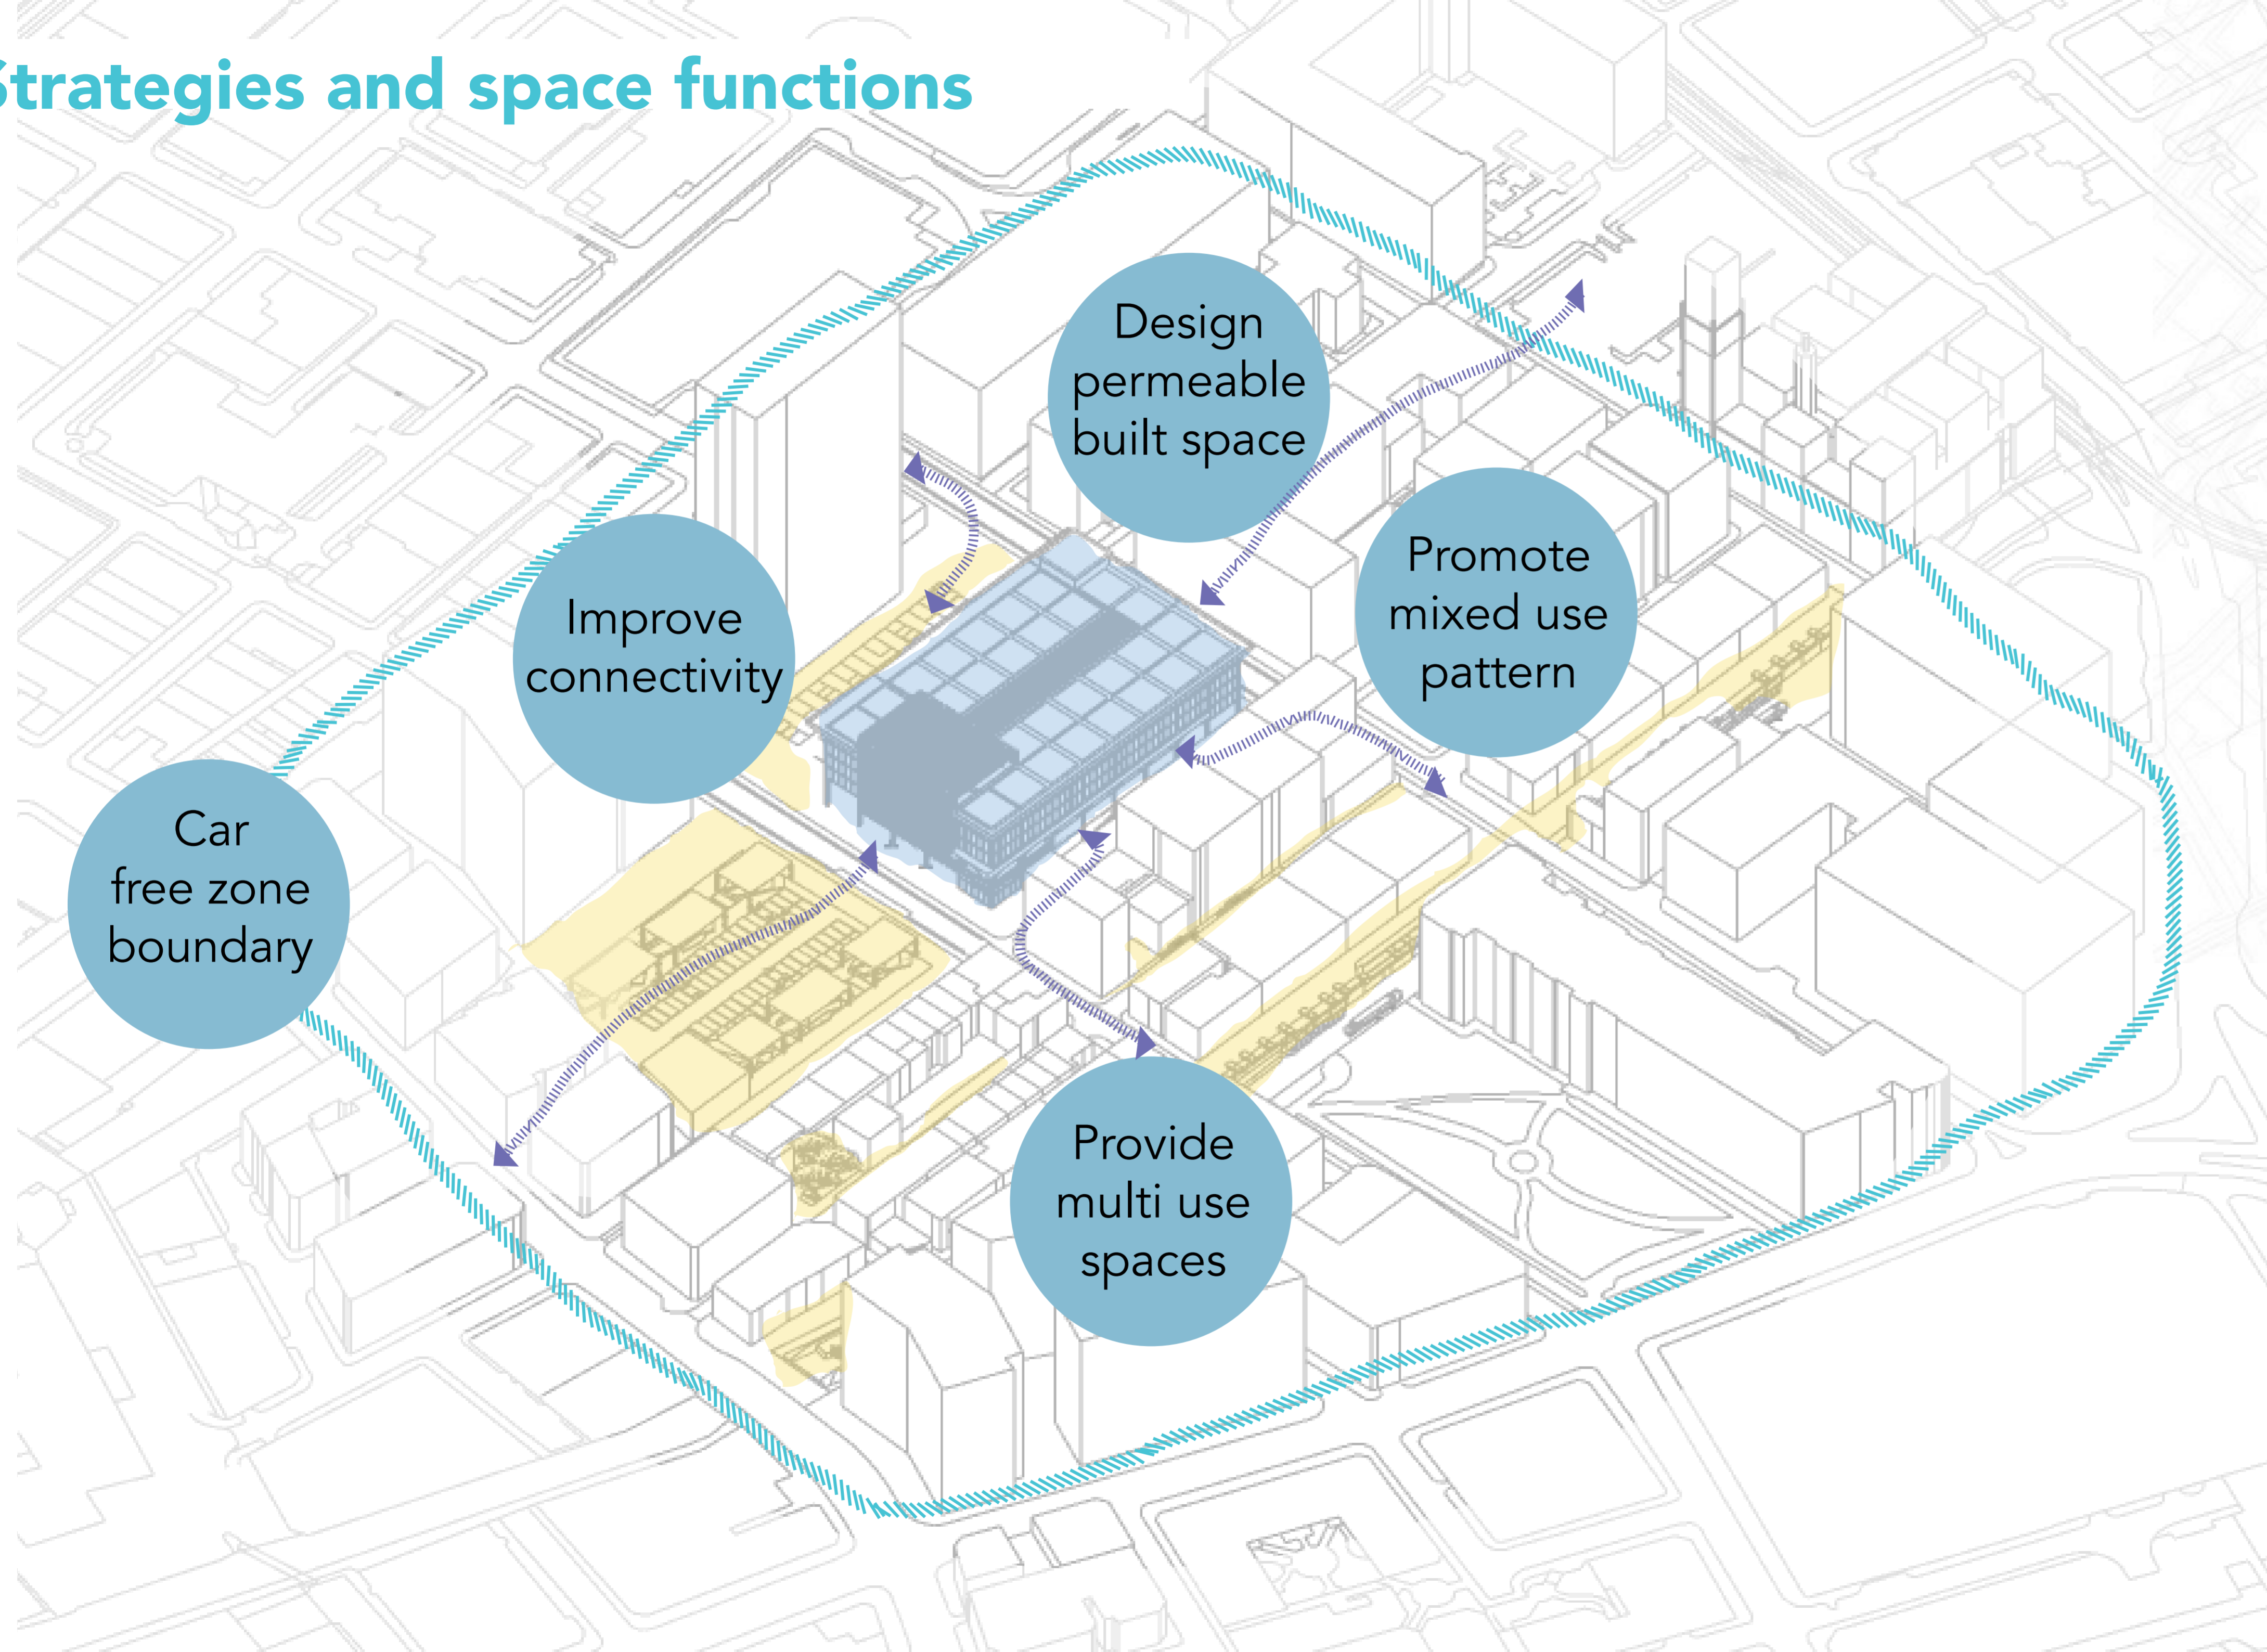 Strategies and space functions
Design
permeable
built space
Promote
mixed use
pattern
Improve
connectivity
Car
free zone
boundary
Provide
multi use
spaces